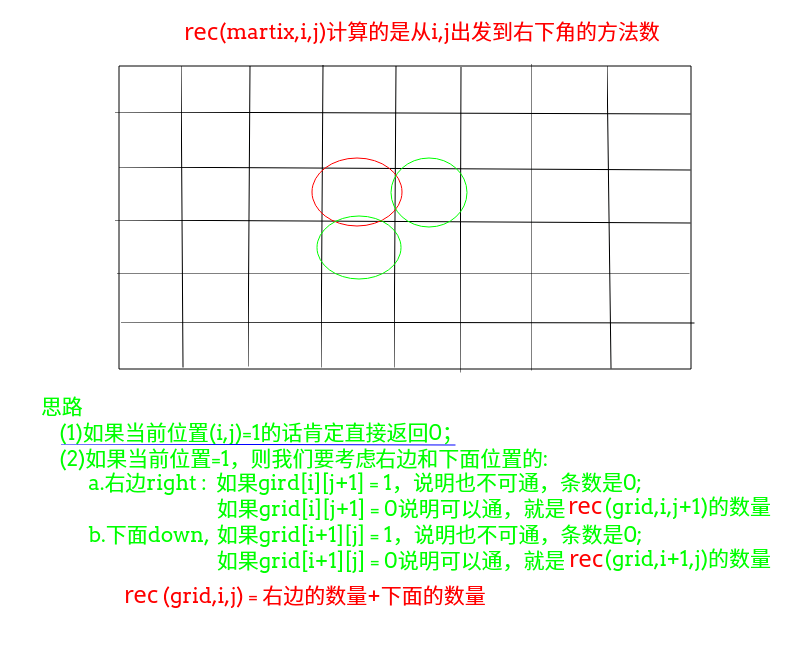 rec(martix,i,j)计算的是从i,j出发到右下角的方法数
思路
(1)如果当前位置(i,j)=1的话肯定直接返回0；
(2)如果当前位置=1，则我们要考虑右边和下面位置的:
a.右边right : 如果gird[i][j+1] = 1，说明也不可通，条数是0;
如果grid[i][j+1] = 0说明可以通，就是rec(grid,i,j+1)的数量
b.下面down, 如果grid[i+1][j] = 1，说明也不可通，条数是0;
如果grid[i+1][j] = 0说明可以通，就是 rec(grid,i+1,j)的数量
rec (grid,i,j) = 右边的数量+下面的数量